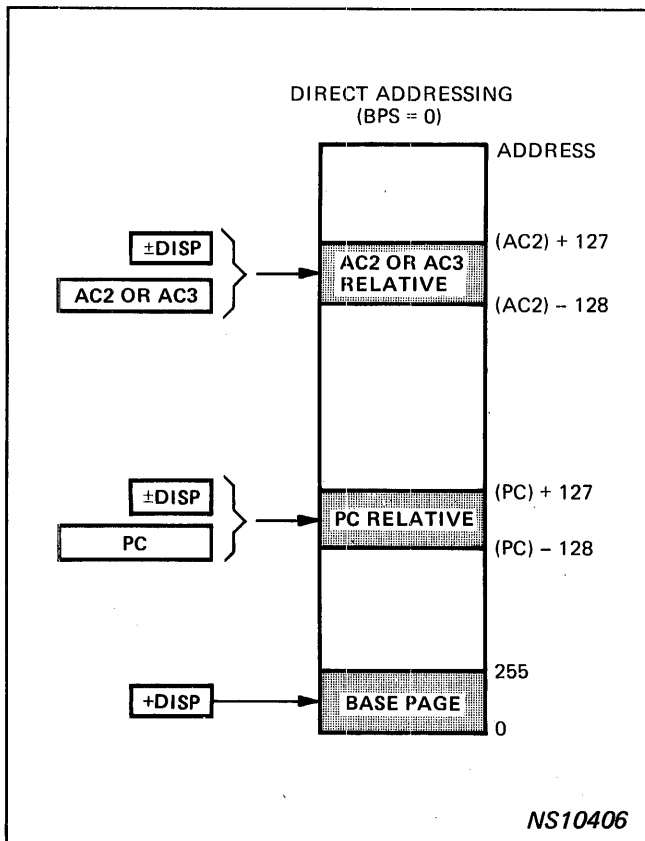 DIRECT ADDRESSING
(BPS = 0)
ADDRESS
±DISP
AC2 OR AC3
AC2 OR AC3
RELATIVE
(AC2) + 127
(AC2) – 128
±DISP
PC
PC RELATIVE
(PC) + 127
(PC) – 128
+DISP
BASE PAGE
255
0
NS10406